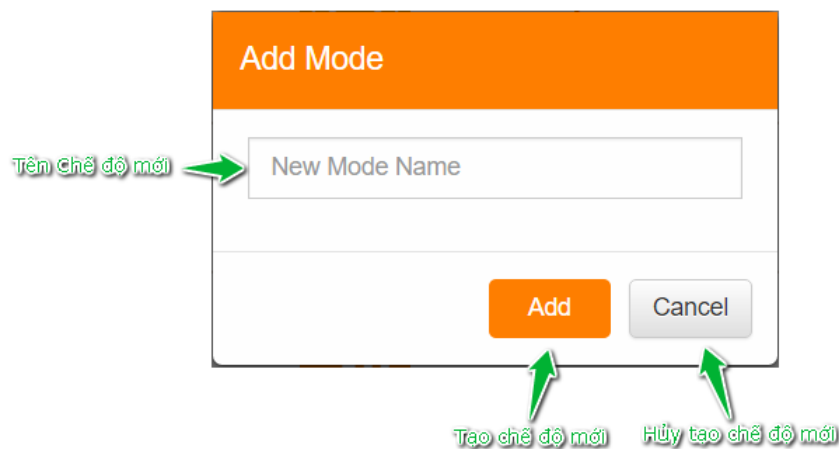 Add Mode
Tên Chế độ mới
New Mode Name
Add
Cancel
Tạo chế độ mới
Hủy tạo chế độ mới